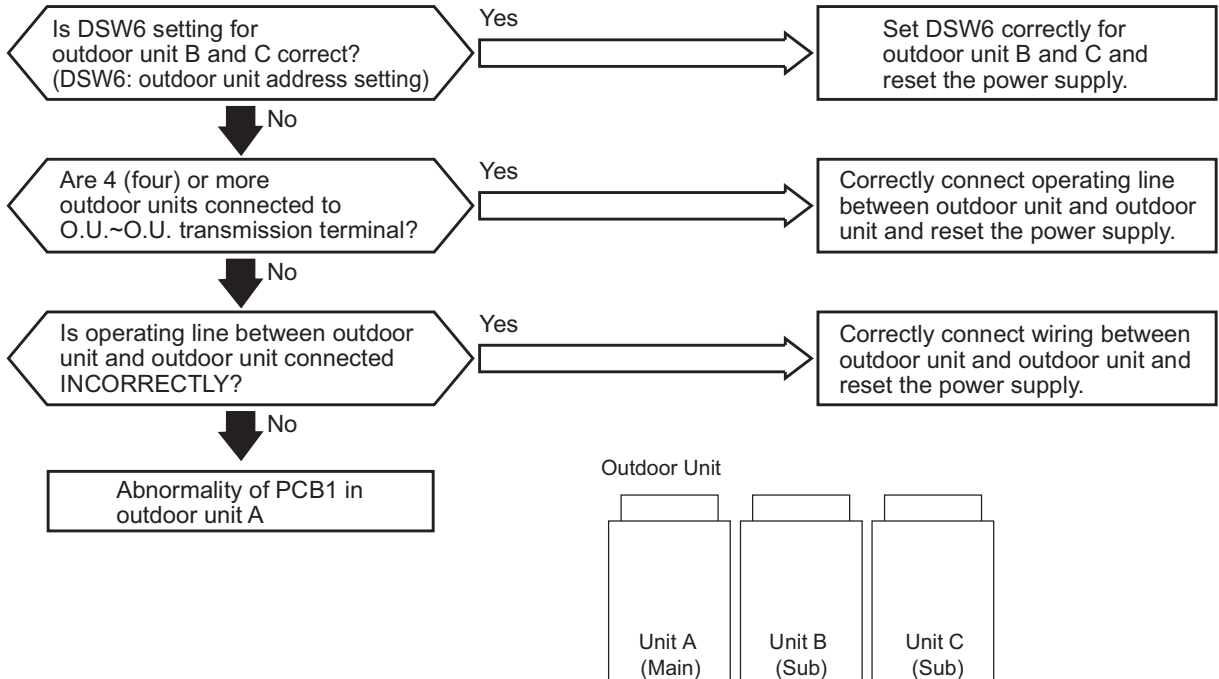 Is DSW6 setting for
outdoor unit B and C correct?
(DSW6: outdoor unit address setting)
Yes
Set DSW6 correctly for
outdoor unit B and C and
reset the power supply.
No
Are 4 (four) or more
outdoor units connected to
O.U.~O.U. transmission terminal?
Yes
Correctly connect operating line
between outdoor unit and outdoor
unit and reset the power supply.
No
Is operating line between outdoor
unit and outdoor unit connected
INCORRECTLY?
Yes
Correctly connect wiring between
outdoor unit and outdoor unit and
reset the power supply.
No
Abnormality of PCB1 in
outdoor unit A
Outdoor Unit
Unit A
(Main)
Unit B
(Sub)
Unit C
(Sub)